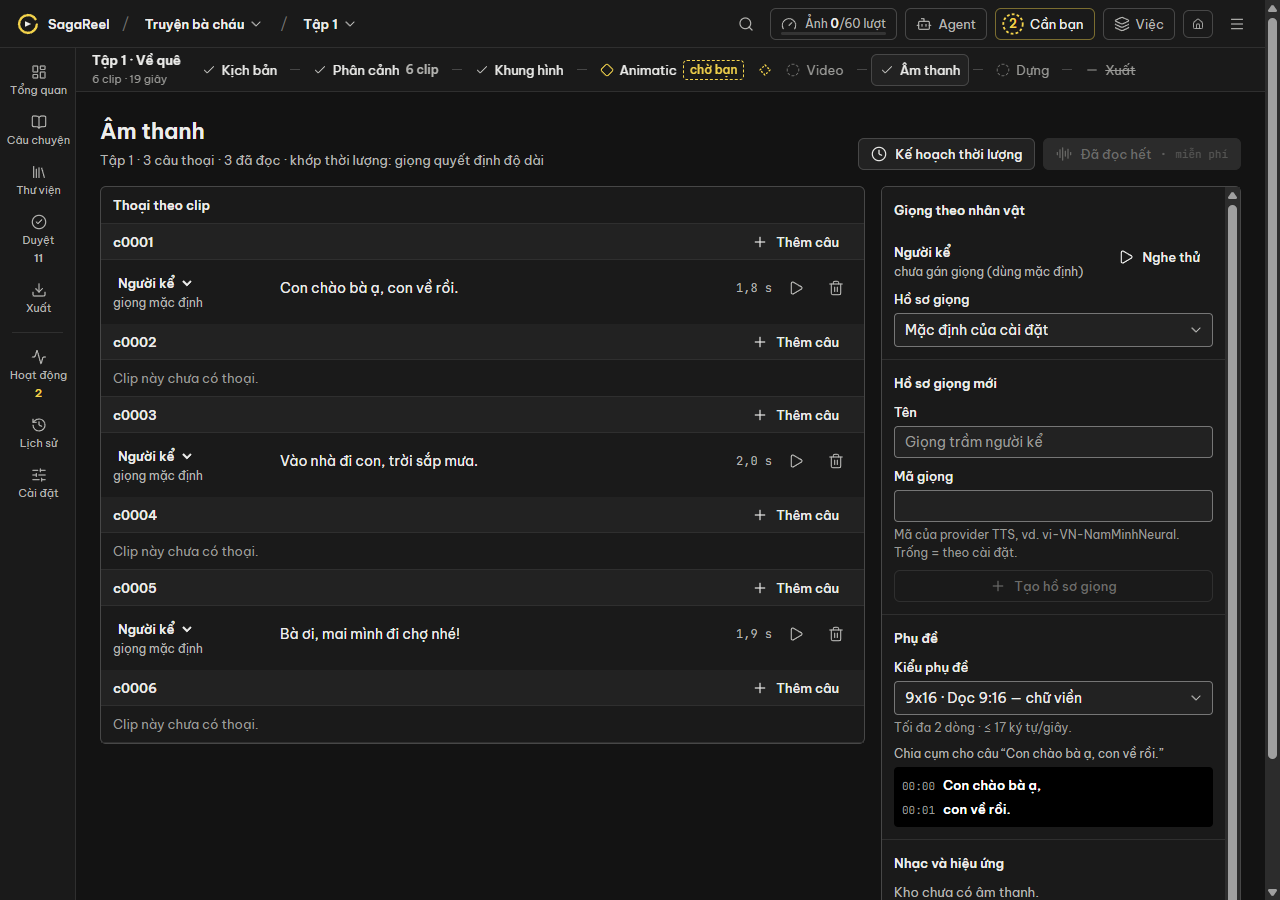 SagaReel / Truyện bà cháu / Tập 1
Ảnh 0/60 lượt
Agent
2 Cần bạn
Việc
Tập 1 · Về quê
6 clip · 19 giây
Kịch bản
Phân cảnh 6 clip
Khung hình
Animatic chờ bạn
Video
Âm thanh
Dựng
Xuất
Tổng quan
Câu chuyện
Thư viện
Duyệt
11
Xuất
Hoạt động
2
Lịch sử
Cài đặt
Âm thanh
Tập 1 · 3 câu thoại · 3 đã đọc · khớp thời lượng: giọng quyết định độ dài
Kế hoạch thời lượng
Đã đọc hết · miễn phí
Thoại theo clip
c0001
Thêm câu
Người kể
giọng mặc định
Con chào bà ạ, con về rồi.
1,8 s
c0002
Thêm câu
Clip này chưa có thoại.
c0003
Thêm câu
Người kể
giọng mặc định
Vào nhà đi con, trời sắp mưa.
2,0 s
c0004
Thêm câu
Clip này chưa có thoại.
c0005
Thêm câu
Người kể
giọng mặc định
Bà ơi, mai mình đi chợ nhé!
1,9 s
c0006
Thêm câu
Clip này chưa có thoại.
Giọng theo nhân vật
Người kể
chưa gán giọng (dùng mặc định)
Nghe thử
Hồ sơ giọng
Mặc định của cài đặt
Hồ sơ giọng mới
Tên
Giọng trầm người kể
Mã giọng
Mã của provider TTS, vd. vi-VN-NamMinhNeural.
Trống = theo cài đặt.
Tạo hồ sơ giọng
Phụ đề
Kiểu phụ đề
9x16 · Dọc 9:16 — chữ viền
Tối đa 2 dòng · ≤ 17 ký tự/giây.
Chia cụm cho câu “Con chào bà ạ, con về rồi.”
00:00 Con chào bà ạ,
00:01 con về rồi.
Nhạc và hiệu ứng
Kho chưa có âm thanh.